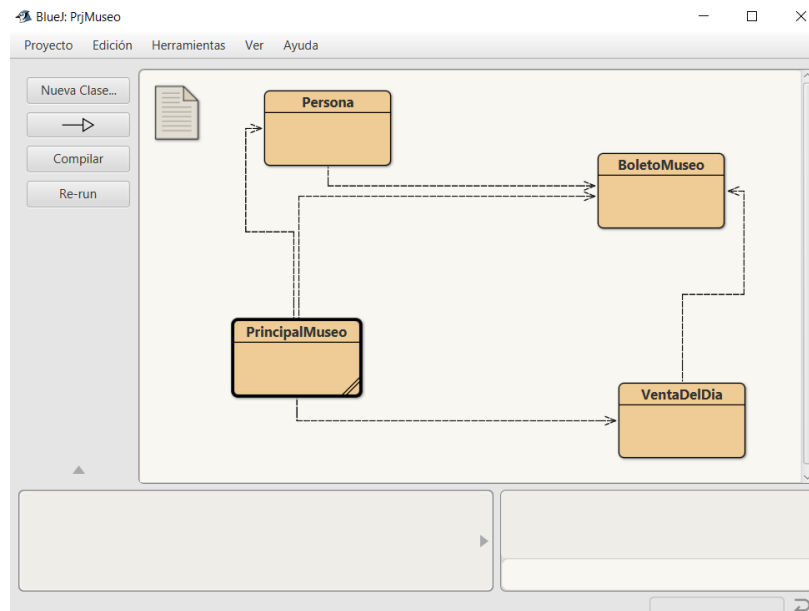 BlueJ: PrjMuseo
Proyecto Edición Herramientas Ver Ayuda
Nueva Clase...
Compilar
Re-run
Persona
BoletoMuseo
PrincipalMuseo
VentaDelDia